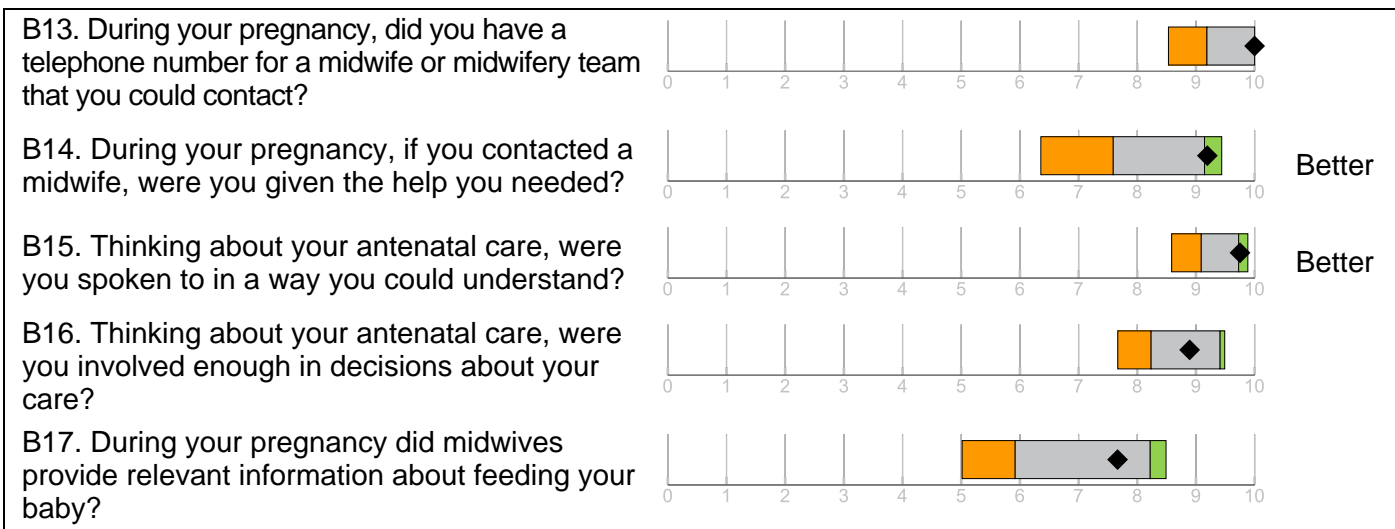 B13. During your pregnancy, did you have a
telephone number for a midwife or midwifery team
that you could contact?
0 1 2 3 4 5 6 7 8 9 10
B14. During your pregnancy, if you contacted a
midwife, were you given the help you needed?
Better
0 1 2 3 4 5 6 7 8 9 10
B15. Thinking about your antenatal care, were
you spoken to in a way you could understand?
Better
0 1 2 3 4 5 6 7 8 9 10
B16. Thinking about your antenatal care, were
you involved enough in decisions about your
care?
0 1 2 3 4 5 6 7 8 9 10
B17. During your pregnancy did midwives
provide relevant information about feeding your
baby?
0 1 2 3 4 5 6 7 8 9 10